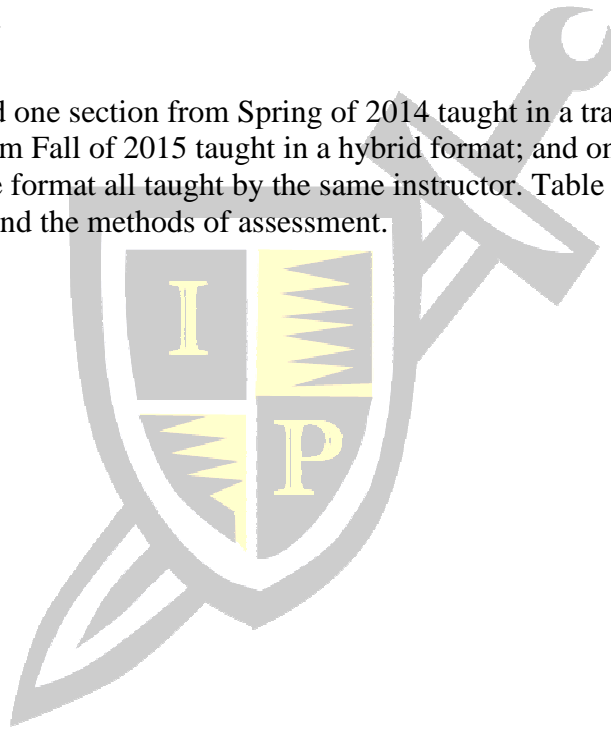 d one section from Spring of 2014 taught in a tra
m Fall of 2015 taught in a hybrid format; and on
e format all taught by the same instructor. Table
nd the methods of assessment.
I
P